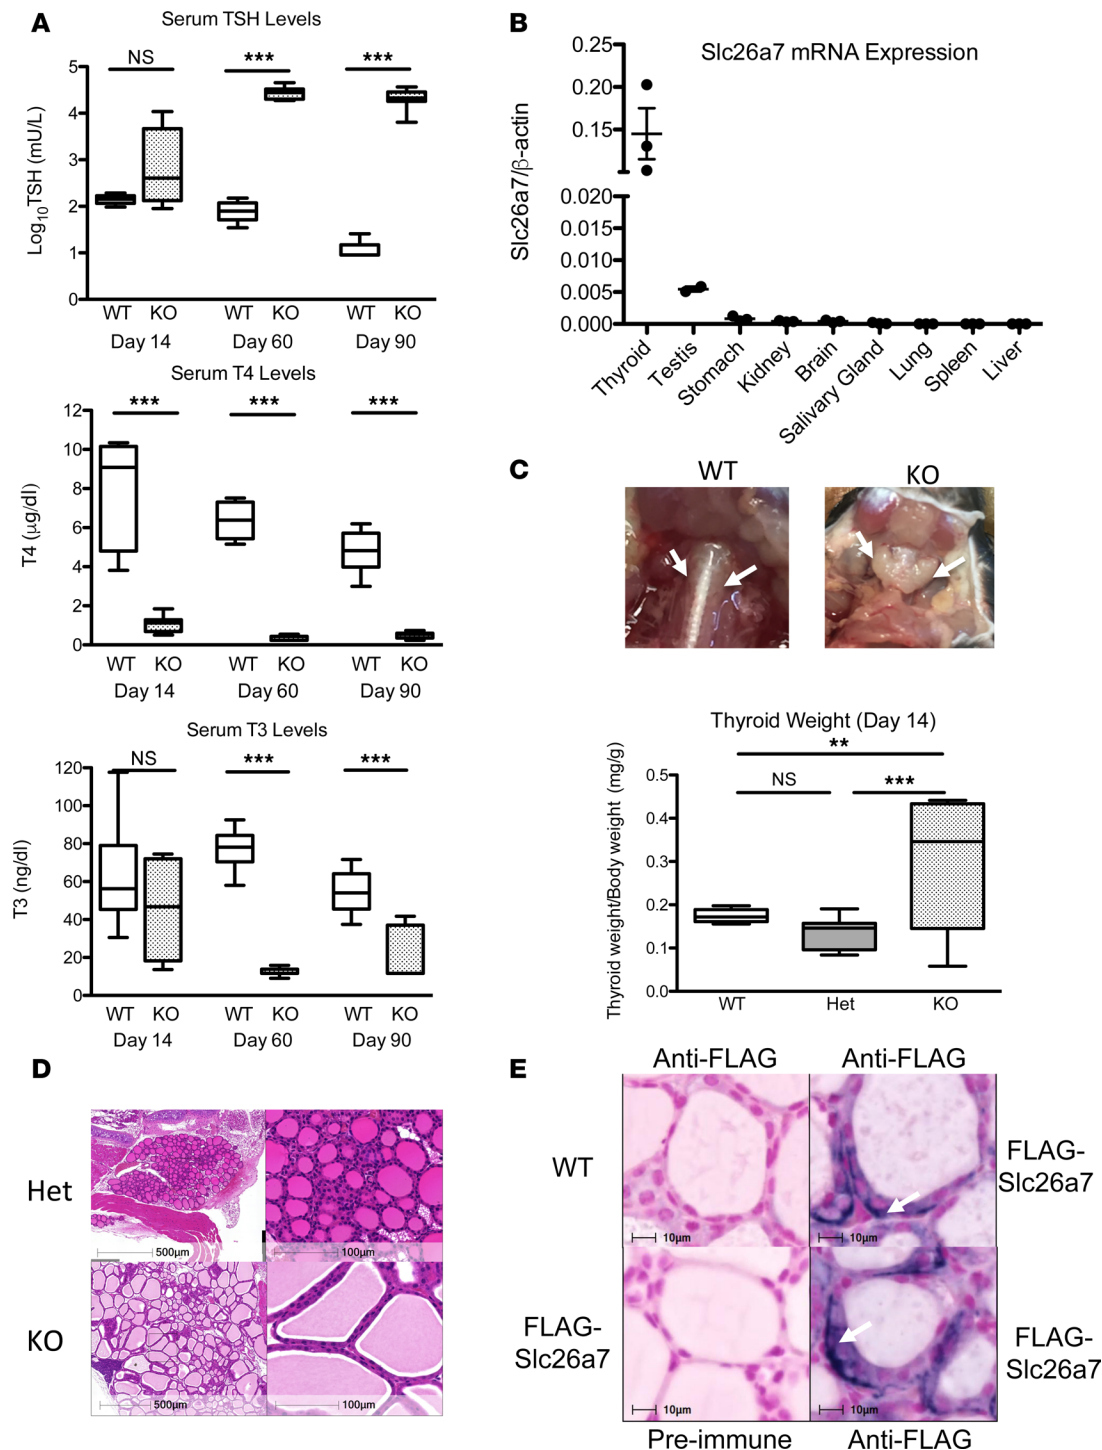 A
Serum TSH Levels
NS
***
***
5
4
3
2
1
0
Log10TSH (mU/L)
WT KO WT KO WT KO
Day 14 Day 60 Day 90
Serum T4 Levels
***
***
***
12
10
8
6
4
2
0
T4 (μg/dl)
WT KO WT KO WT KO
Day 14 Day 60 Day 90
Serum T3 Levels
NS
***
***
120
100
80
60
40
20
0
T3 (ng/dl)
WT KO WT KO WT KO
Day 14 Day 60 Day 90
B
Slc26a7 mRNA Expression
0.25
0.20
0.15
0.020
0.015
0.010
0.005
0.000
Slc26a7/β-actin
Thyroid
Testis
Stomach
Kidney
Brain
Salivary Gland
Lung
Spleen
Liver
C
WT KO
Thyroid Weight (Day 14)
**
NS
***
0.5
0.4
0.3
0.2
0.1
0.0
Thyroid weight/Body weight (mg/g)
WT Het KO
D
Het
500μm
100μm
KO
500μm
100μm
E
Anti-FLAG Anti-FLAG
WT
FLAG-
Slc26a7
10μm
10μm
FLAG-
Slc26a7
FLAG-
Slc26a7
10μm
10μm
Pre-immune Anti-FLAG